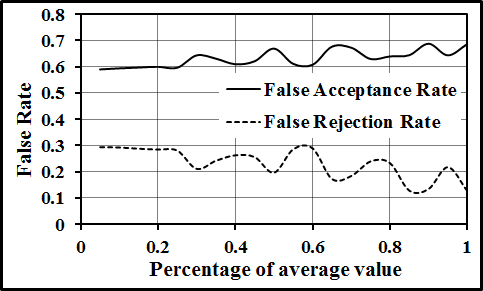 0.8
0.7
0.6
0.5
0.4
0.3
0.2
0.1
0
False Rate
False Acceptance Rate
False Rejection Rate
0 0.2 0.4 0.6 0.8 1
Percentage of average value